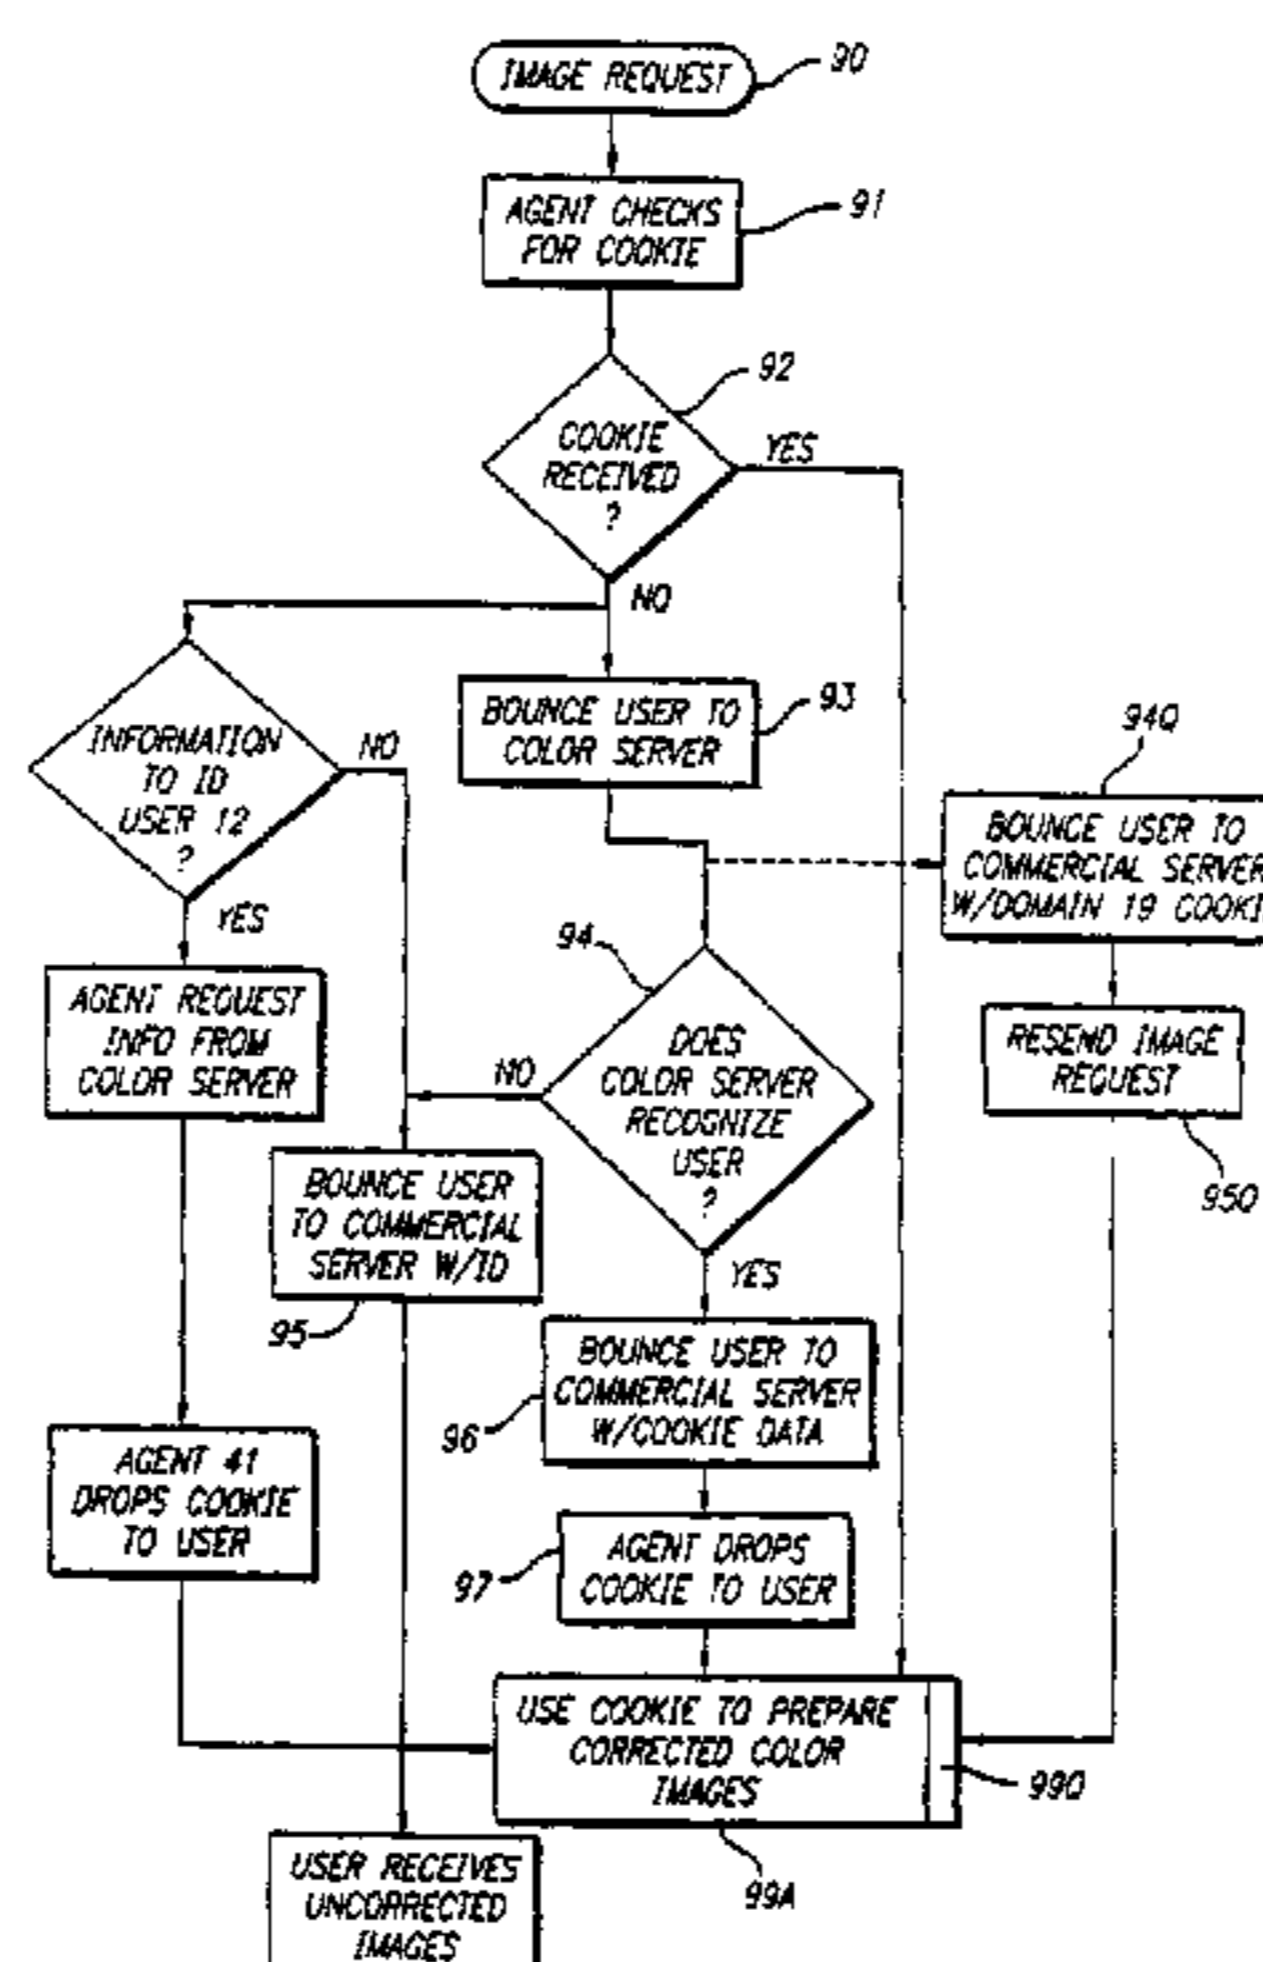 IMAGE REQUEST
90
AGENT CHECKS
FOR COOKIE
91
92
COOKIE
RECEIVED
?
YES
NO
INFORMATION
TO ID
USER 12
?
NO
YES
BOUNCE USER TO
COLOR SERVER
93
94Q
BOUNCE USER TO
COMMERCIAL SERVER
W/DOMAIN 19
94
AGENT REQUEST
INFO FROM
COLOR SERVER
DOES
COLOR SERVER
RECOGNIZE
USER
?
NO
YES
RESEND IMAGE
REQUEST
95Q
BOUNCE USER
TO COMMERCIAL
SERVER W/ID
95
BOUNCE USER TO
COMMERCIAL SERVER
W/COOKIE DATA
96
AGENT 41
DROPS COOKIE
TO USER
AGENT DROPS
COOKIE TO USER
97
USE COOKIE TO PREPARE
CORRECTED COLOR
IMAGES
99Q
99A
USER RECEIVES
UNCORRECTED
IMAGES